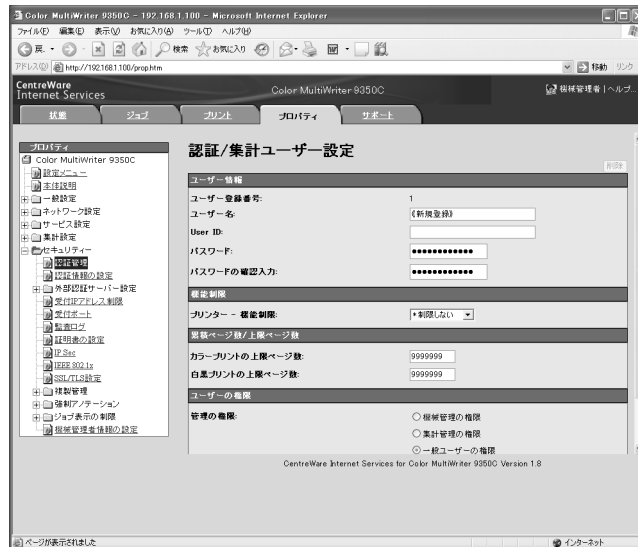 Color MultiWriter 9350C - 192.168.1.100 - Microsoft Internet Explorer
ファイル(F) 編集(E) 表示(V) お気に入り(A) ツール(T) ヘルプ(H)
戻る 検索 お気に入り
アドレス(D) http://192.168.1.100/prop.htm 移動 リンク
CentreWare
Internet Services
Color MultiWriter 9350C
機械管理者 | ヘルプ...
状態 ジョブ プリント プロパティ サポート
プロパティ
Color MultiWriter 9350C
設定メニュー
本体説明
一般設定
ネットワーク設定
サービス設定
集計設定
セキュリティー
認証管理
認証情報の設定
外部認証サーバー設定
受付IPアドレス制限
受付ポート
監査ログ
証明書の設定
IP Sec
IEEE 802.1x
SSL/TLS設定
複製管理
強制アノテーション
ジョブ表示の制限
機械管理者情報の設定
認証/集計ユーザー設定
削除
ユーザー情報
ユーザー登録番号: 1
ユーザー名: (新規登録)
User ID:
パスワード: ●●●●●●●●●●●●
パスワードの確認入力: ●●●●●●●●●●●●
機能制限
プリンター - 機能制限: *制限しない
累積ページ数/上限ページ数
カラープリントの上限ページ数: 9999999
白黒プリントの上限ページ数: 9999999
ユーザーの権限
管理の権限: 機械管理の権限
集計管理の権限
一般ユーザーの権限
CentreWare Internet Services for Color MultiWriter 9350C Version 1.8
ページが表示されました インターネット